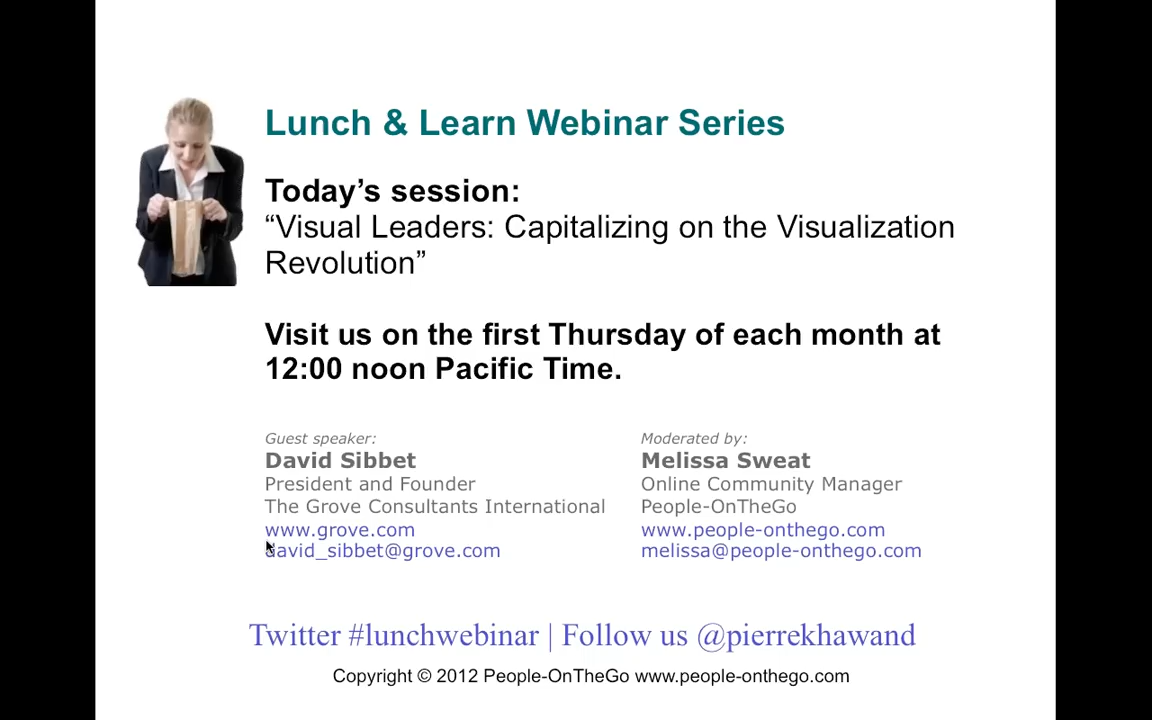 Lunch & Learn Webinar Series
Today’s session:
“Visual Leaders: Capitalizing on the Visualization
Revolution”
Visit us on the first Thursday of each month at
12:00 noon Pacific Time.
Guest speaker:
David Sibbet
President and Founder
The Grove Consultants International
www.grove.com
david_sibbet@grove.com
Moderated by:
Melissa Sweat
Online Community Manager
People-OnTheGo
www.people-onthego.com
melissa@people-onthego.com
Twitter #lunchwebinar | Follow us @pierrekhawand
Copyright © 2012 People-OnTheGo www.people-onthego.com